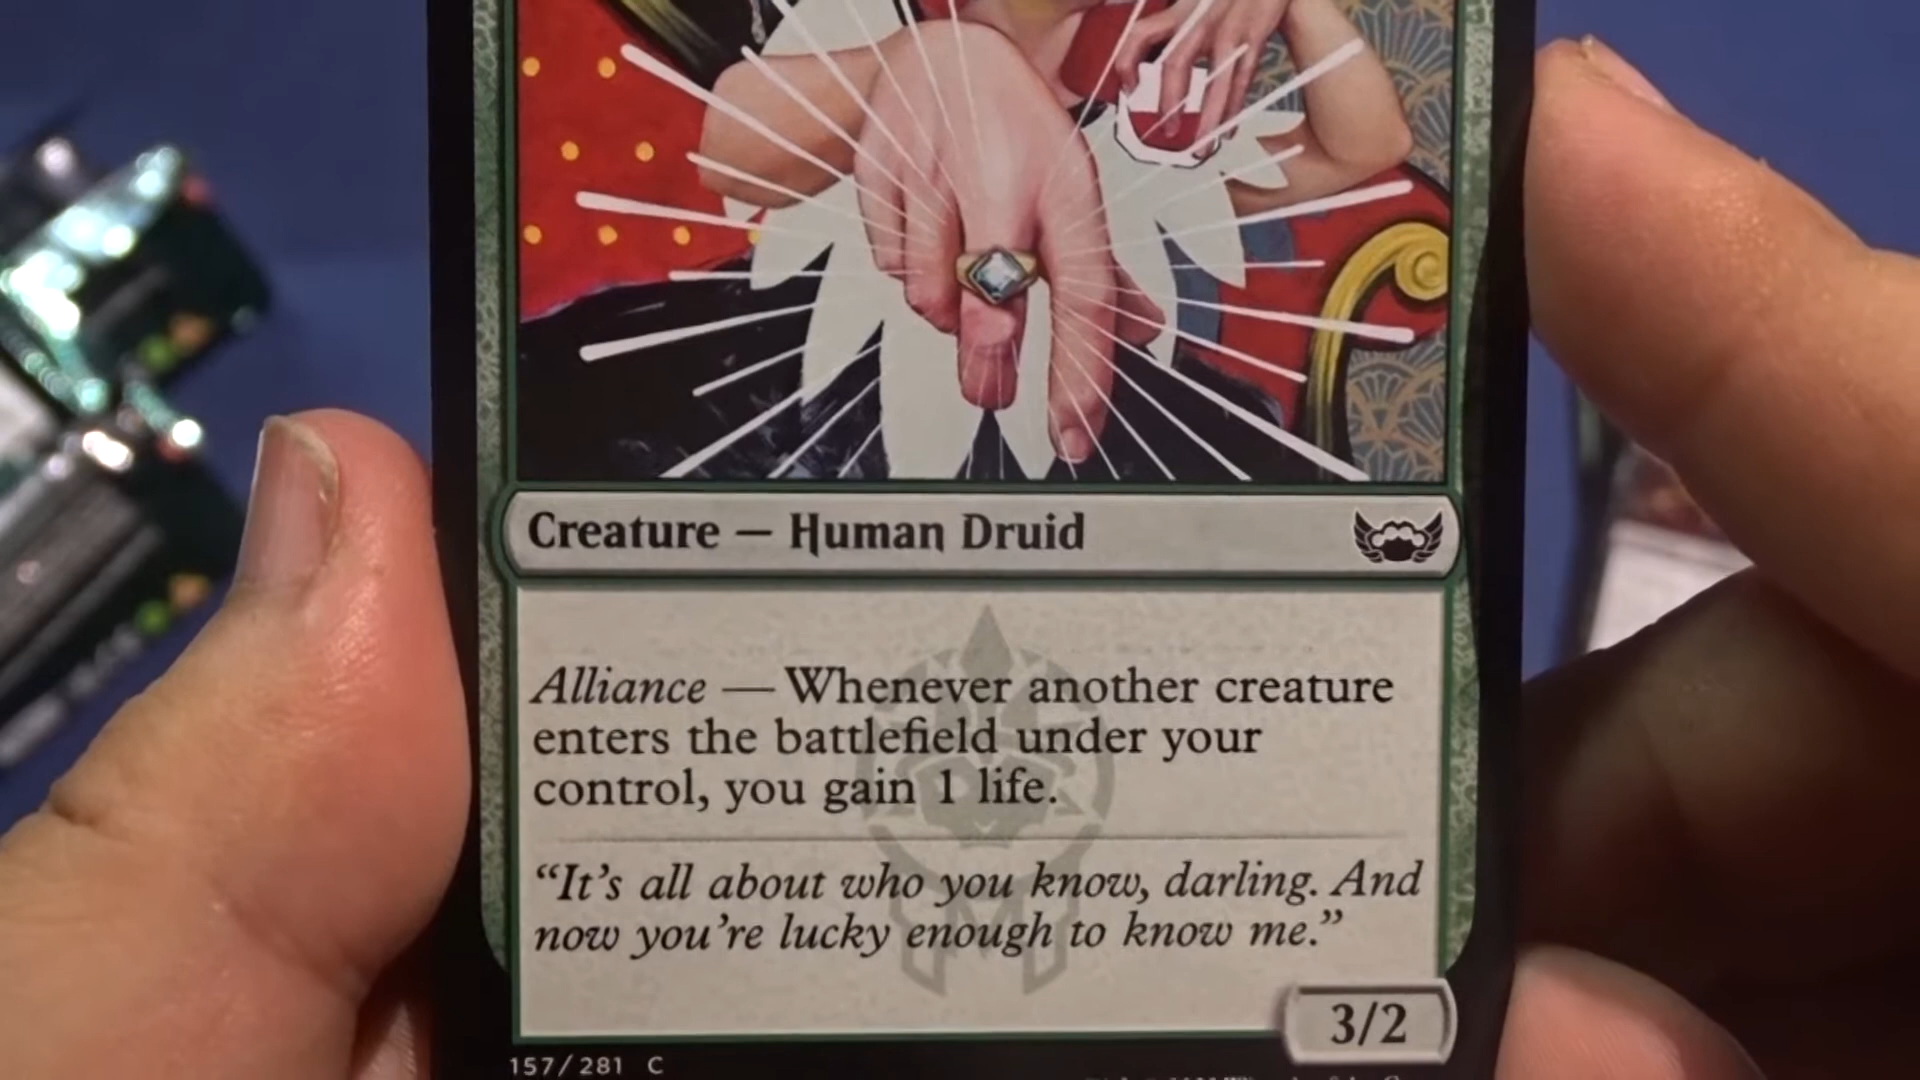 Creature — Human Druid
Alliance — Whenever another creature
enters the battlefield under your
control, you gain 1 life.
“It's all about who you know, darling. And
now you're lucky enough to know me.”
3/2
157/281 C